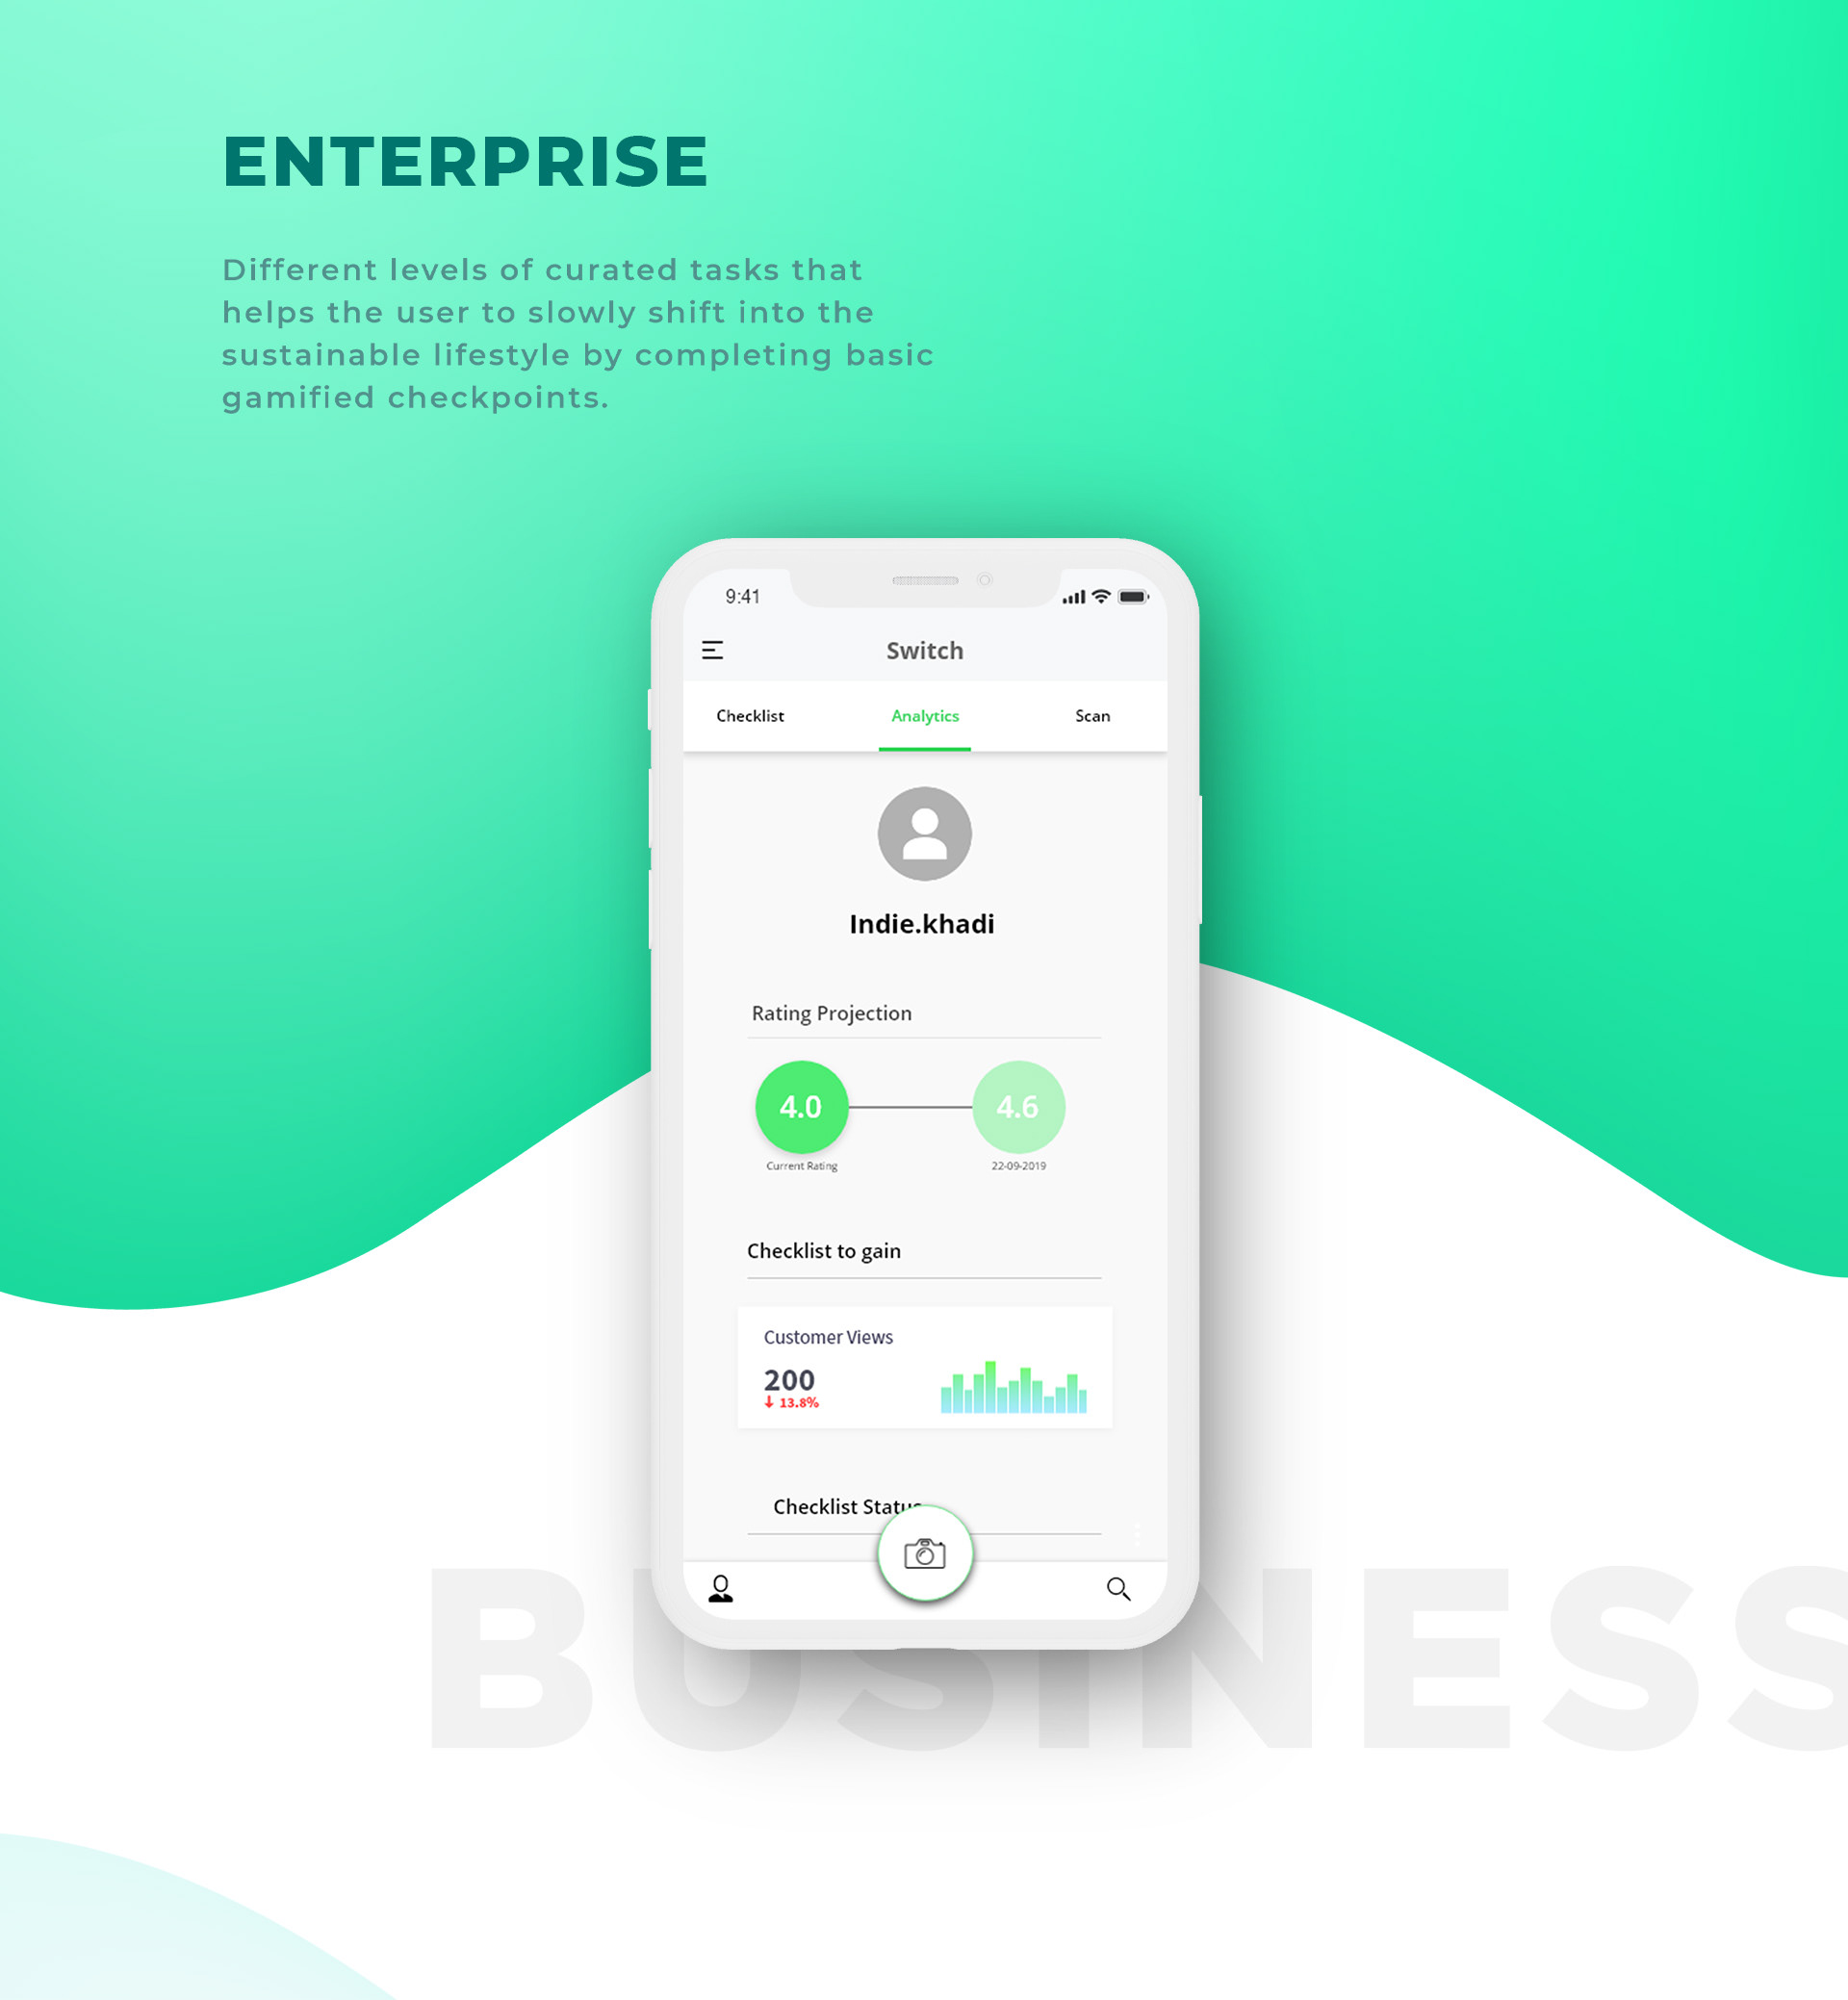 ENTERPRISE
Different levels of curated tasks that
helps the user to slowly shift into the
sustainable lifestyle by completing basic
gamified checkpoints.
9:41
Switch
Checklist Analytics Scan
Indie.khadi
Rating Projection
4.0 4.6
Current Rating 22-09-2019
Checklist to gain
Customer Views
200
↓ 13.8%
Checklist Status
BUSINESS